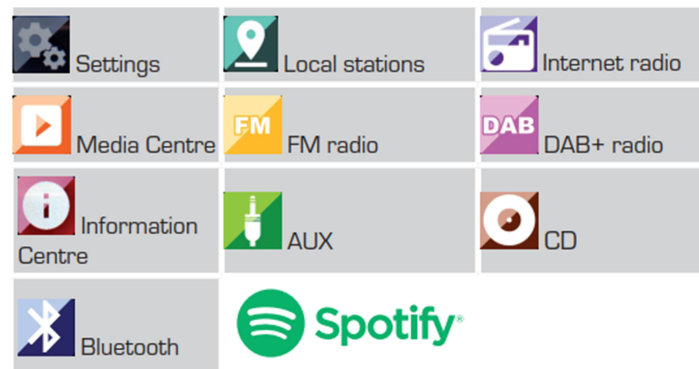 Settings
Local stations
Internet radio
Media Centre
FM
FM radio
DAB
DAB+ radio
i
Information
Centre
AUX
CD
Bluetooth
Spotify®